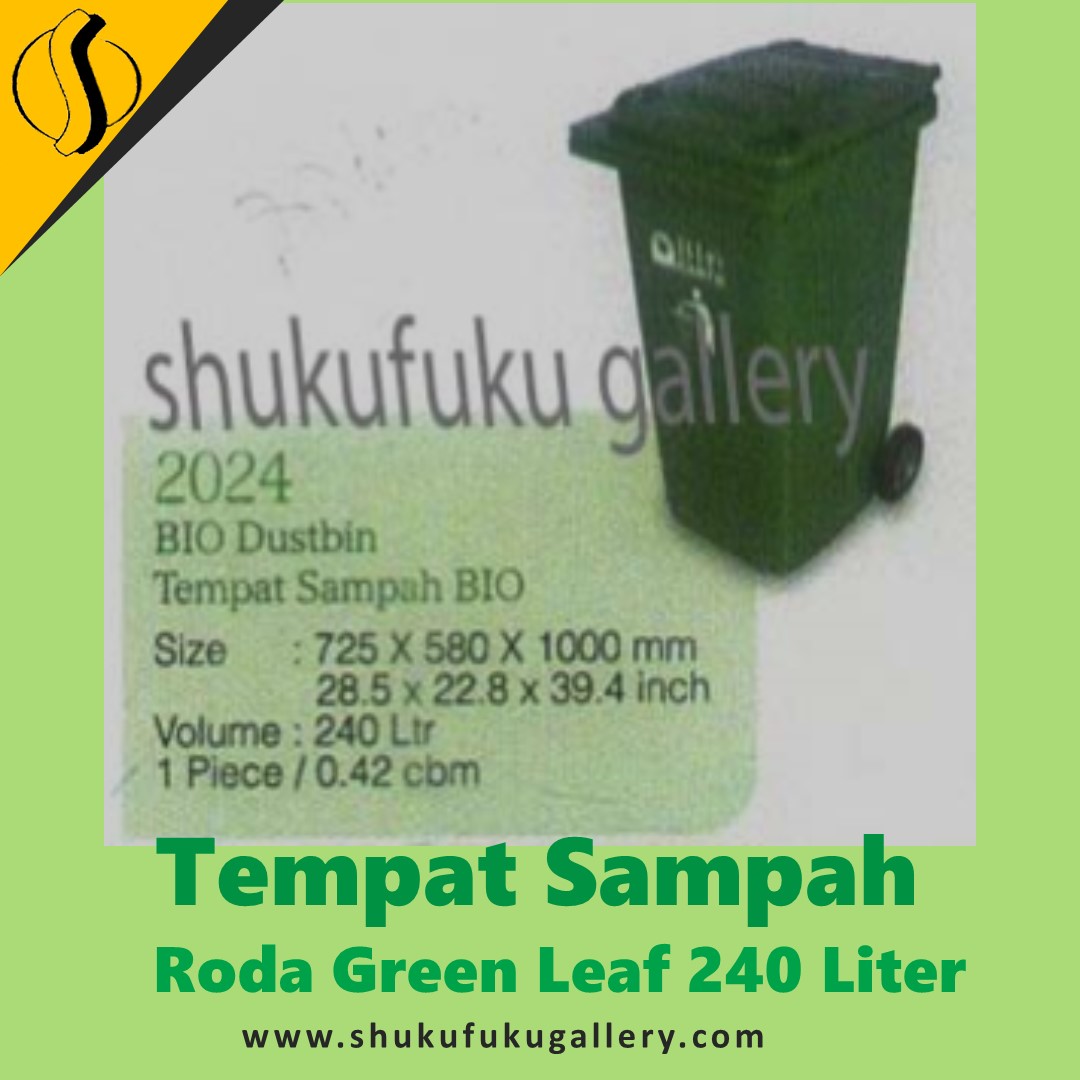 shukufuku gallery
2024
BIO Dustbin
Tempat Sampah BIO
Size : 725 X 580 X 1000 mm
28.5 x 22.8 x 39.4 inch
Volume : 240 Ltr
1 Piece / 0.42 cbm
Tempat Sampah
Roda Green Leaf 240 Liter
www.shukufukugallery.com